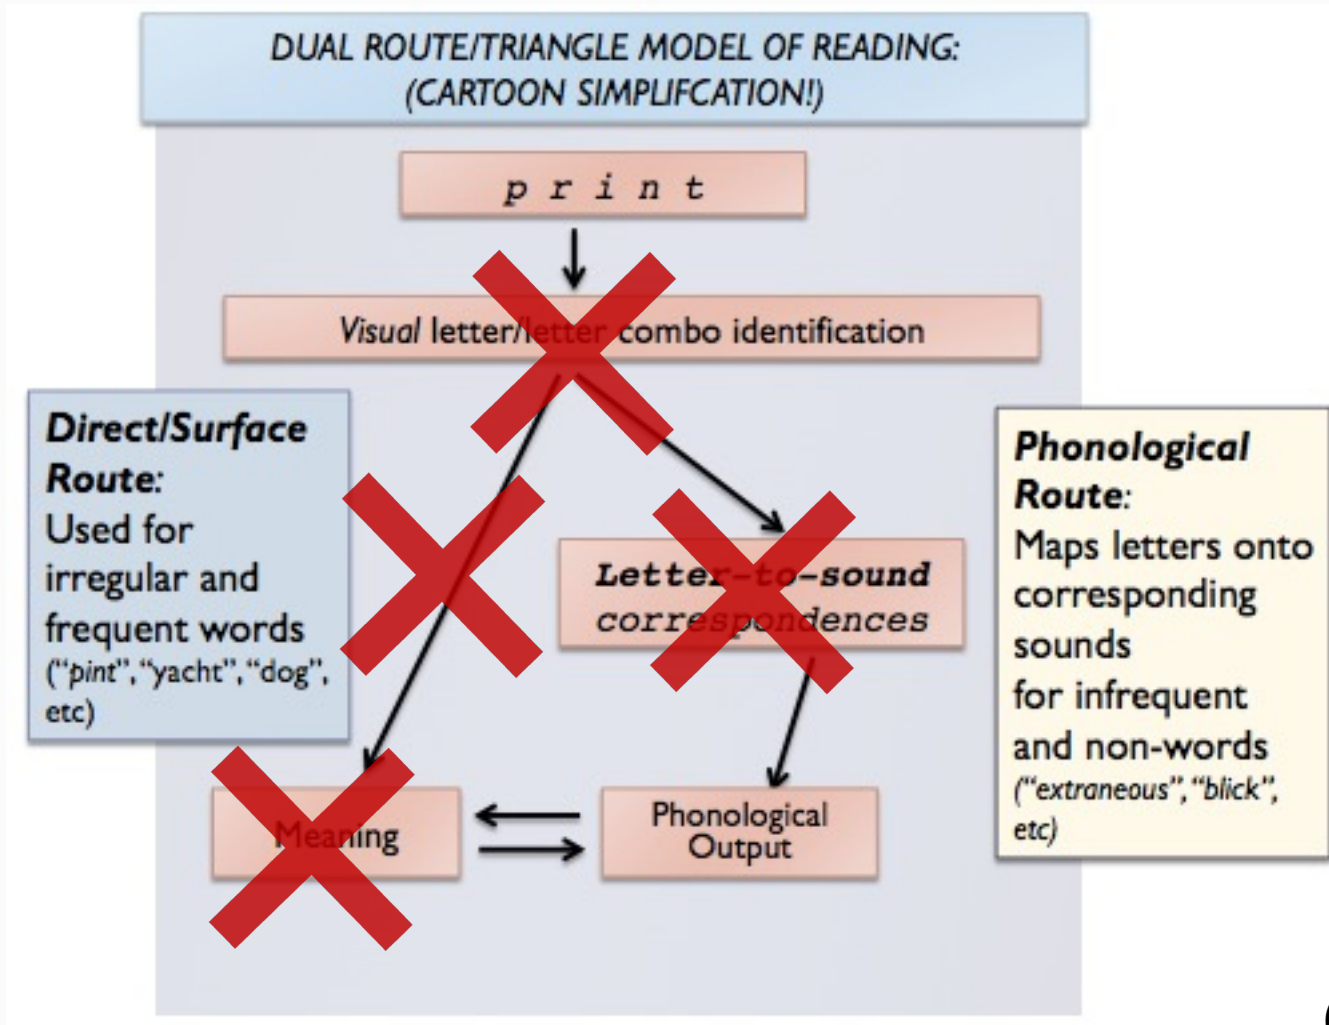 DUAL ROUTE/TRIANGLE MODEL OF READING:
(CARTOON SIMPLIFCATION!)
print
Visual letter/letter combo identification
Direct/Surface
Route:
Used for
irregular and
frequent words
("pint", "yacht", "dog",
etc)
Letter-to-sound
correspondences
Phonological
Route:
Maps letters onto
corresponding
sounds
for infrequent
and non-words
("extraneous", "blick",
etc)
Meaning
Phonological
Output